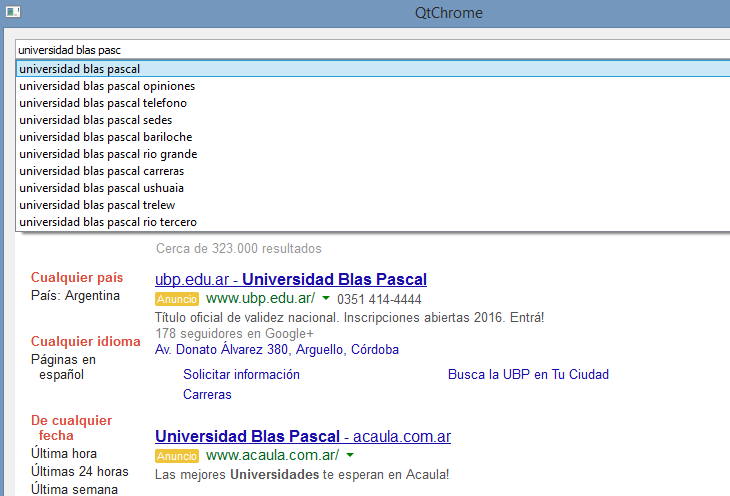 QtChrome
universidad blas pasc
universidad blas pascal
universidad blas pascal opiniones
universidad blas pascal telefono
universidad blas pascal sedes
universidad blas pascal bariloche
universidad blas pascal rio grande
universidad blas pascal carreras
universidad blas pascal ushuaia
universidad blas pascal trelew
universidad blas pascal rio tercero
Cerca de 323.000 resultados
Cualquier país
País: Argentina
Cualquier idioma
Páginas en
español
De cualquier
fecha
Última hora
Últimas 24 horas
Última semana
ubp.edu.ar - Universidad Blas Pascal
Anuncio www.ubp.edu.ar/ 0351 414-4444
Título oficial de validez nacional. Inscripciones abiertas 2016. Entrá!
178 seguidores en Google+
Av. Donato Álvarez 380, Arguello, Córdoba
Solicitar información Busca la UBP en Tu Ciudad
Carreras
Universidad Blas Pascal - acaula.com.ar
Anuncio www.acaula.com.ar/
Las mejores Universidades te esperan en Acaula!